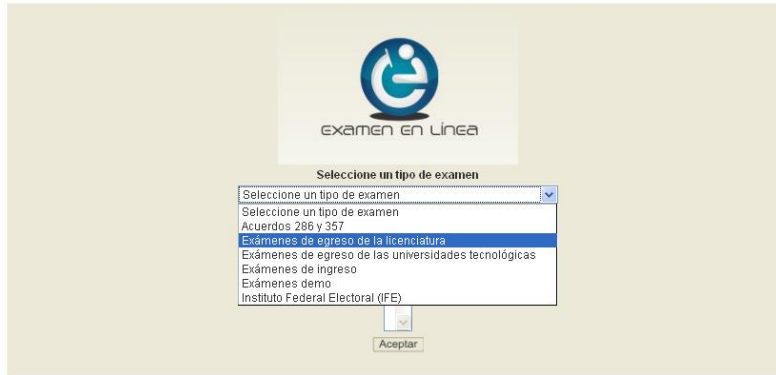 examen en Línea
Seleccione un tipo de examen
Seleccione un tipo de examen
Seleccione un tipo de examen
Acuerdos 286 y 357
Exámenes de egreso de la licenciatura
Exámenes de egreso de las universidades tecnológicas
Exámenes de ingreso
Exámenes demo
Instituto Federal Electoral (IFE)
Aceptar